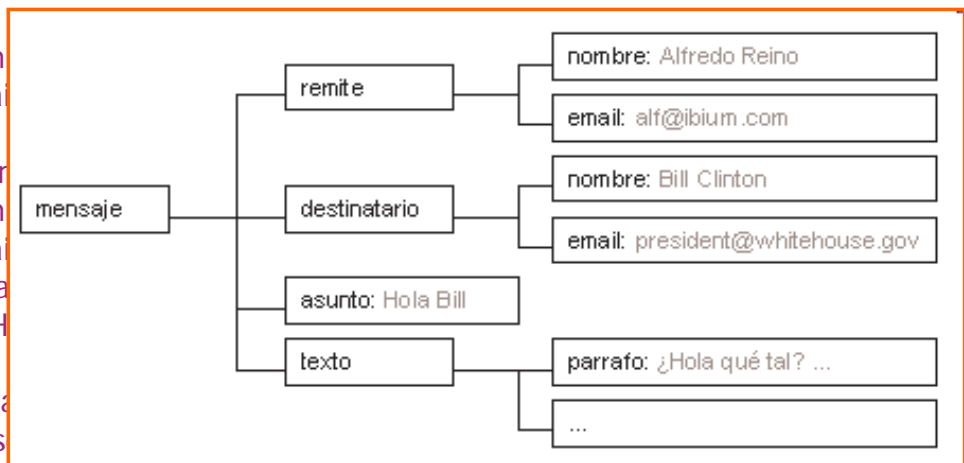 nombre: Alfredo Reino
remite
email: alf@ibium.com
nombre: Bill Clinton
mensaje
destinatario
email: president@whitehouse.gov
asunto: Hola Bill
texto
parrafo: ¿Hola qué tal? ...
...